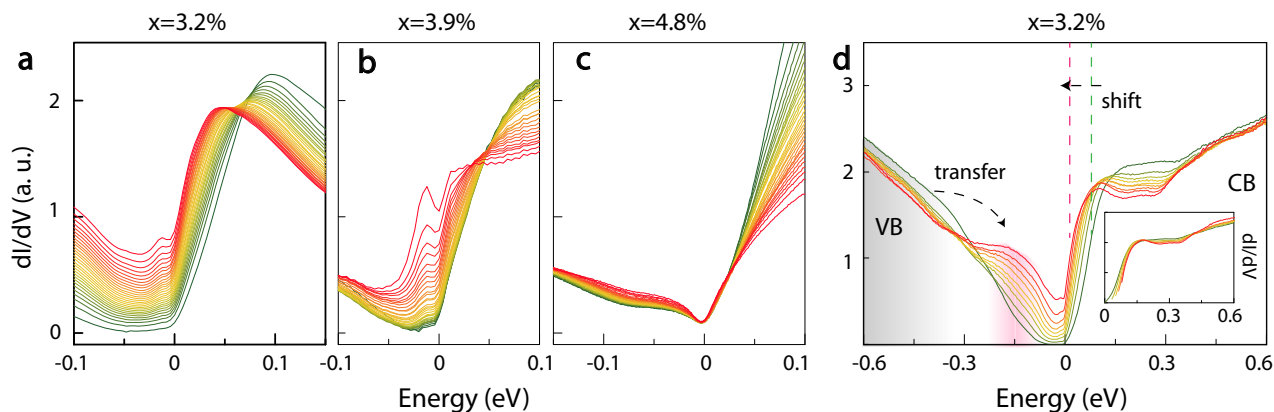 x=3.2%
x=3.9%
x=4.8%
x=3.2%
a
b
c
d
dI/dV (a. u.)
2
1
0
-0.1
0
0.1
-0.1
0
0.1
0
0.1
Energy (eV)
Energy (eV)
3
2
1
shift
transfer
VB
CB
dI/dV
0
0.3
0.6
-0.6
-0.3
0
0.3
0.6
Energy (eV)